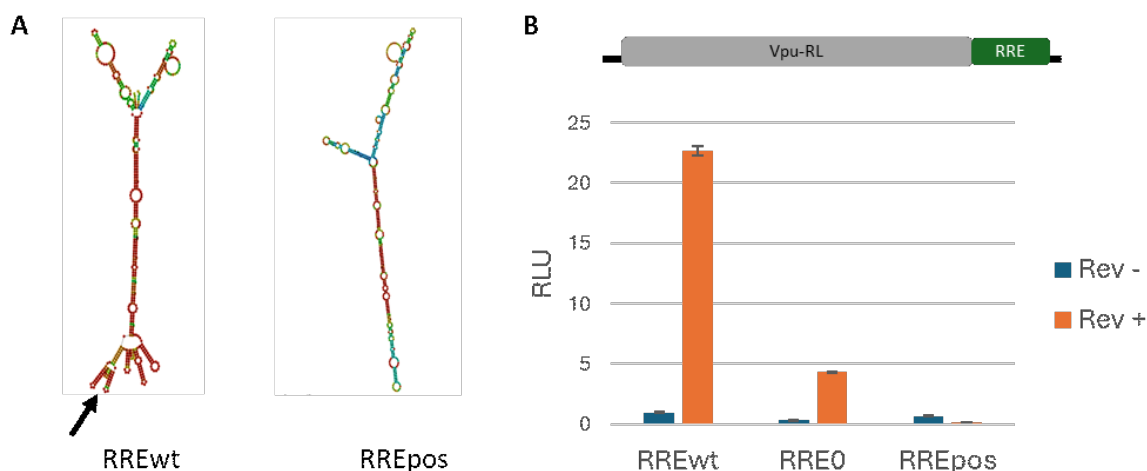 A
RREwt
RREpos
B
Vpu-RL
RRE
25
20
15
10
5
0
RLU
RREwt
RRE0
RREpos
Rev -
Rev +